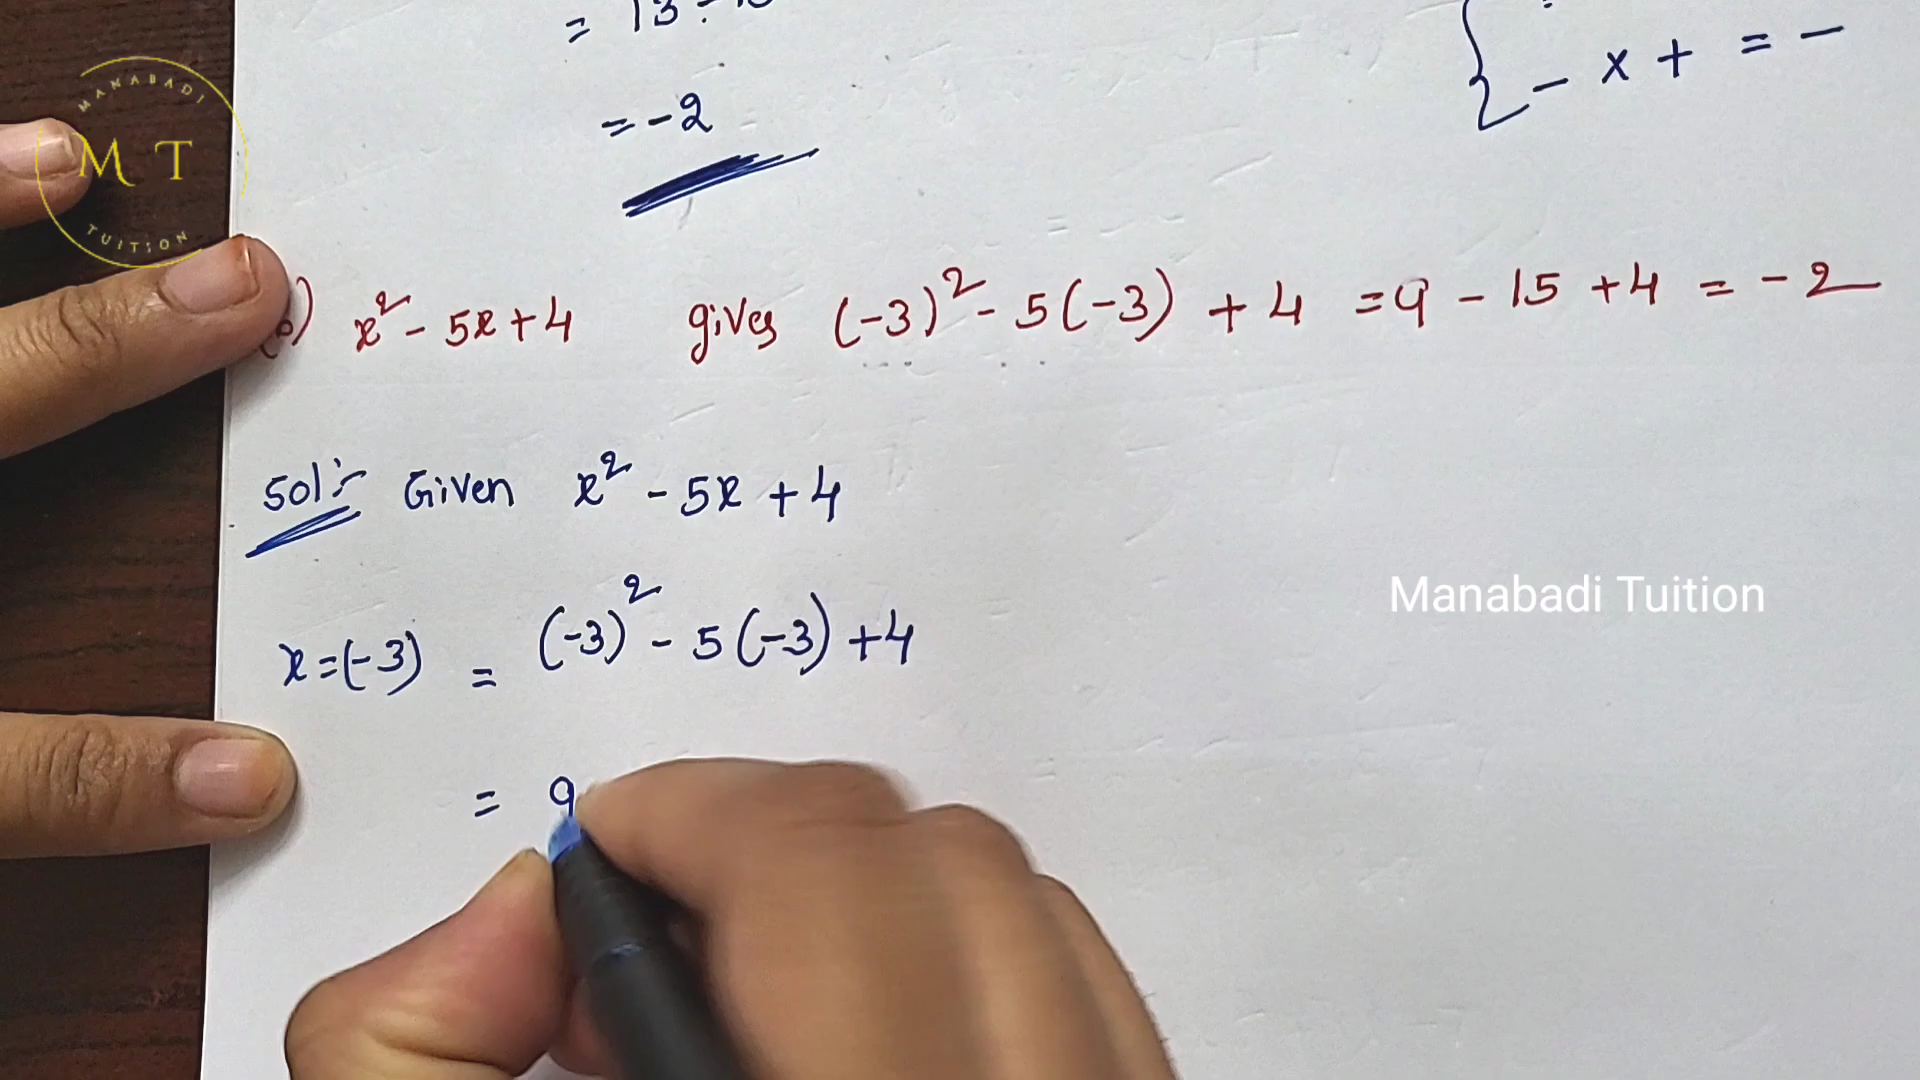 =
= -2
- x + = -
MANABADI
MT
TUITION
) x² - 5x + 4 gives (-3)² - 5(-3) + 4 = 9 - 15 + 4 = -2
Sol:- Given x² - 5x + 4
x = (-3) = (-3)² - 5(-3) + 4
Manabadi Tuition
= 9